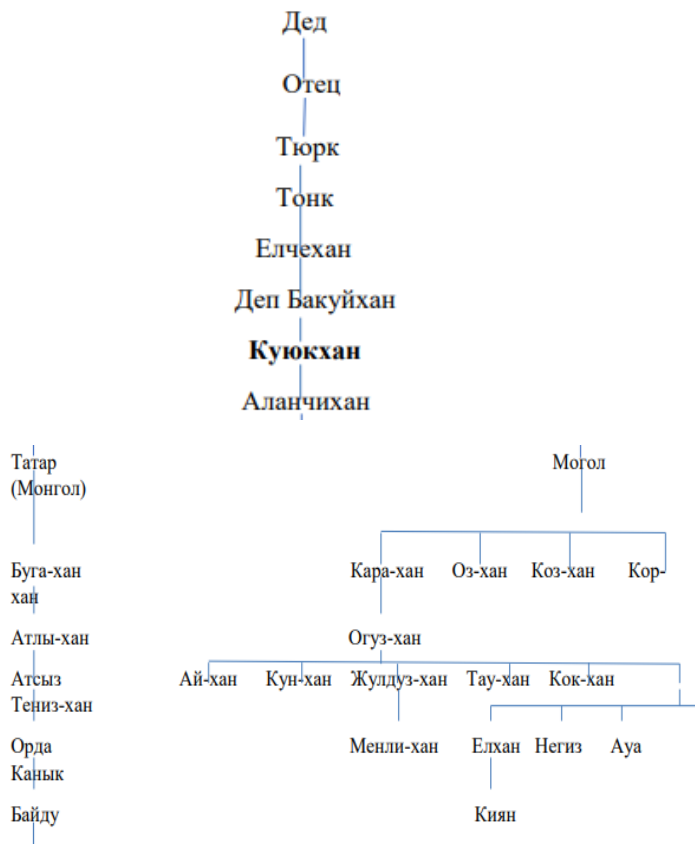 Дед
Отец
Тюрк
Тонк
Елчехан
Деп Бакуйхан
Куюкхан
Аланчихан
Татар Могол
(Монгол)
Буга-хан Кара-хан Оз-хан Коз-хан Кор-
хан
Атлы-хан Огуз-хан
Атсыз Ай-хан Кун-хан Жулдуз-хан Тау-хан Кок-хан
Тениз-хан
Орда Менли-хан Елхан Негиз Ауа
Канык
Байду Киян